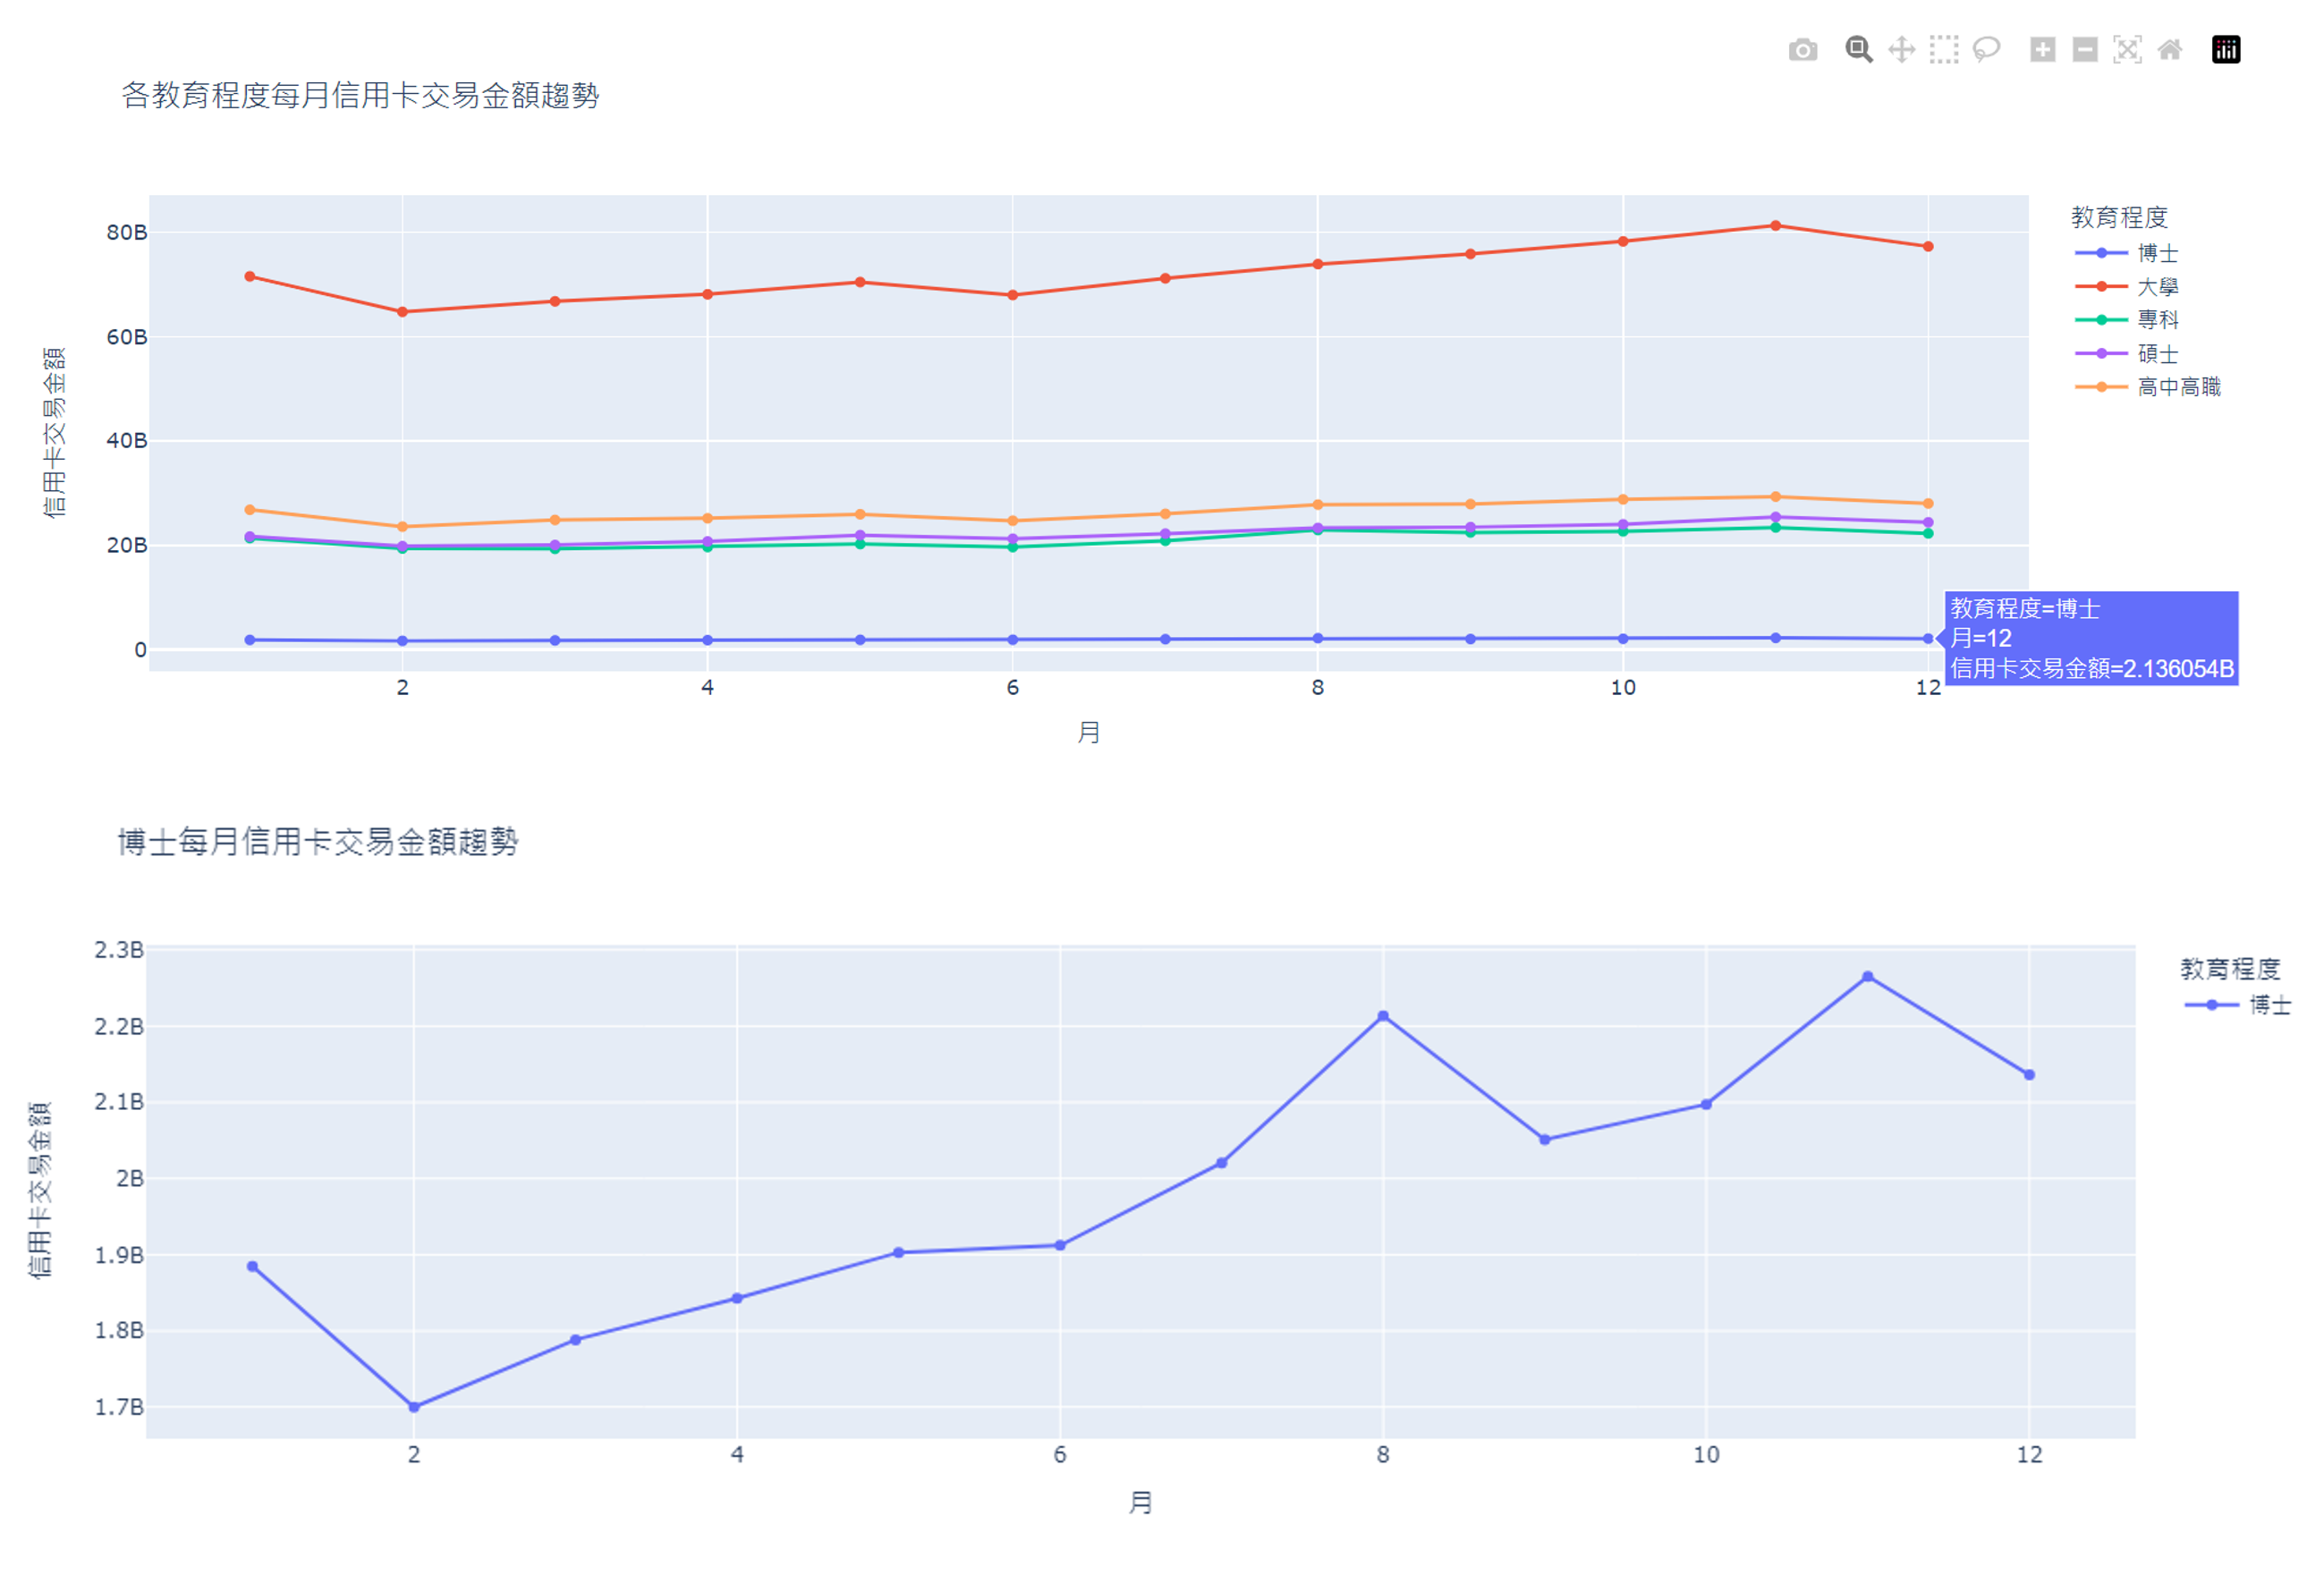 各教育程度每月信用卡交易金額趨勢
信用卡交易金額
80B
60B
40B
20B
0
2
4
6
8
10
12
月
教育程度
博士
大學
專科
碩士
高中高職
教育程度=博士
月=12
信用卡交易金額=2.136054B
博士每月信用卡交易金額趨勢
信用卡交易金額
2.3B
2.2B
2.1B
2B
1.9B
1.8B
1.7B
2
4
6
8
10
12
月
教育程度
博士